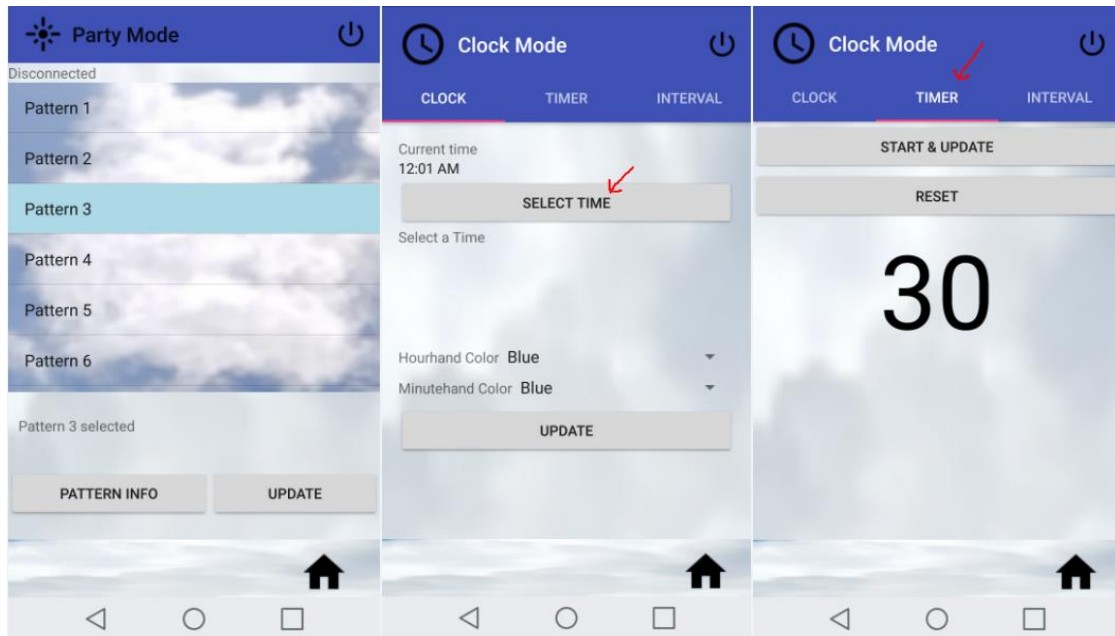 Party Mode
Disconnected
Pattern 1
Pattern 2
Pattern 3
Pattern 4
Pattern 5
Pattern 6
Pattern 3 selected
PATTERN INFO UPDATE
Clock Mode
CLOCK TIMER INTERVAL
Current time
12:01 AM
SELECT TIME
Select a Time
Hourhand Color Blue
Minutehand Color Blue
UPDATE
Clock Mode
CLOCK TIMER INTERVAL
START & UPDATE
RESET
30